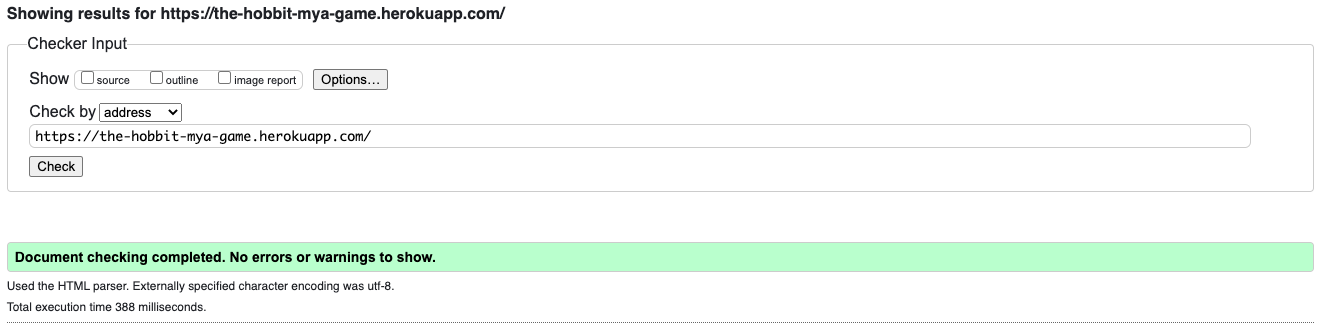 Showing results for https://the-hobbit-mya-game.herokuapp.com/
Checker Input
Show source outline image report Options...
Check by address
https://the-hobbit-mya-game.herokuapp.com/
Check
Document checking completed. No errors or warnings to show.
Used the HTML parser. Externally specified character encoding was utf-8.
Total execution time 388 milliseconds.